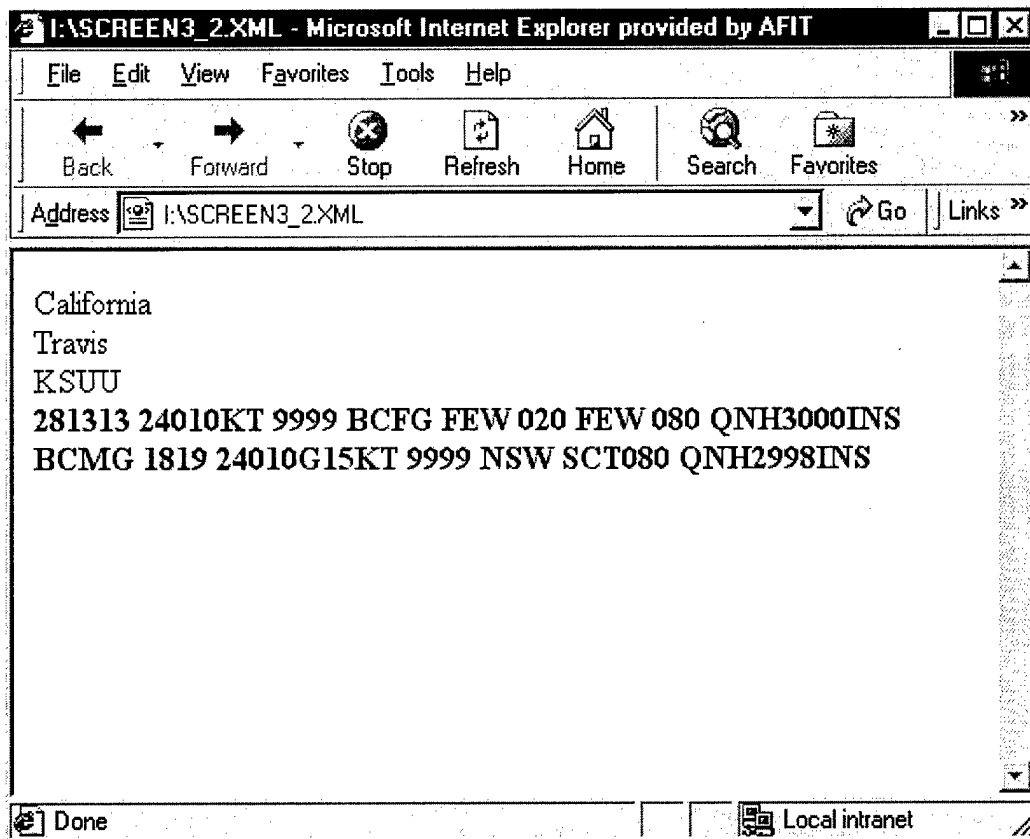 I:\SCREEN3_2.XML - Microsoft Internet Explorer provided by AFIT
File Edit View Favorites Tools Help
Back Forward Stop Refresh Home Search Favorites »
Address I:\SCREEN3_2.XML Go Links »
California
Travis
KSUU
281313 24010KT 9999 BCFG FEW 020 FEW 080 QNH3000INS
BCMG 1819 24010G15KT 9999 NSW SCT080 QNH2998INS
Done Local intranet